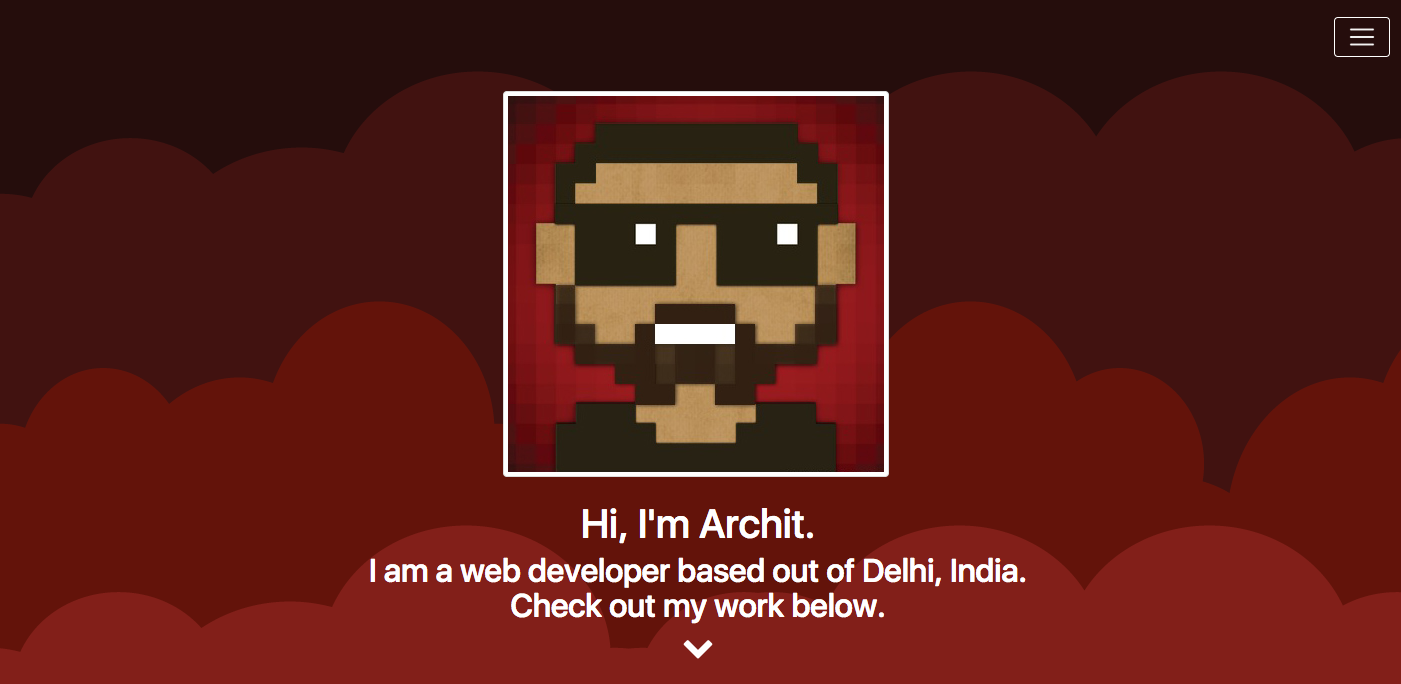 Hi, I'm Archit.
I am a web developer based out of Delhi, India.
Check out my work below.